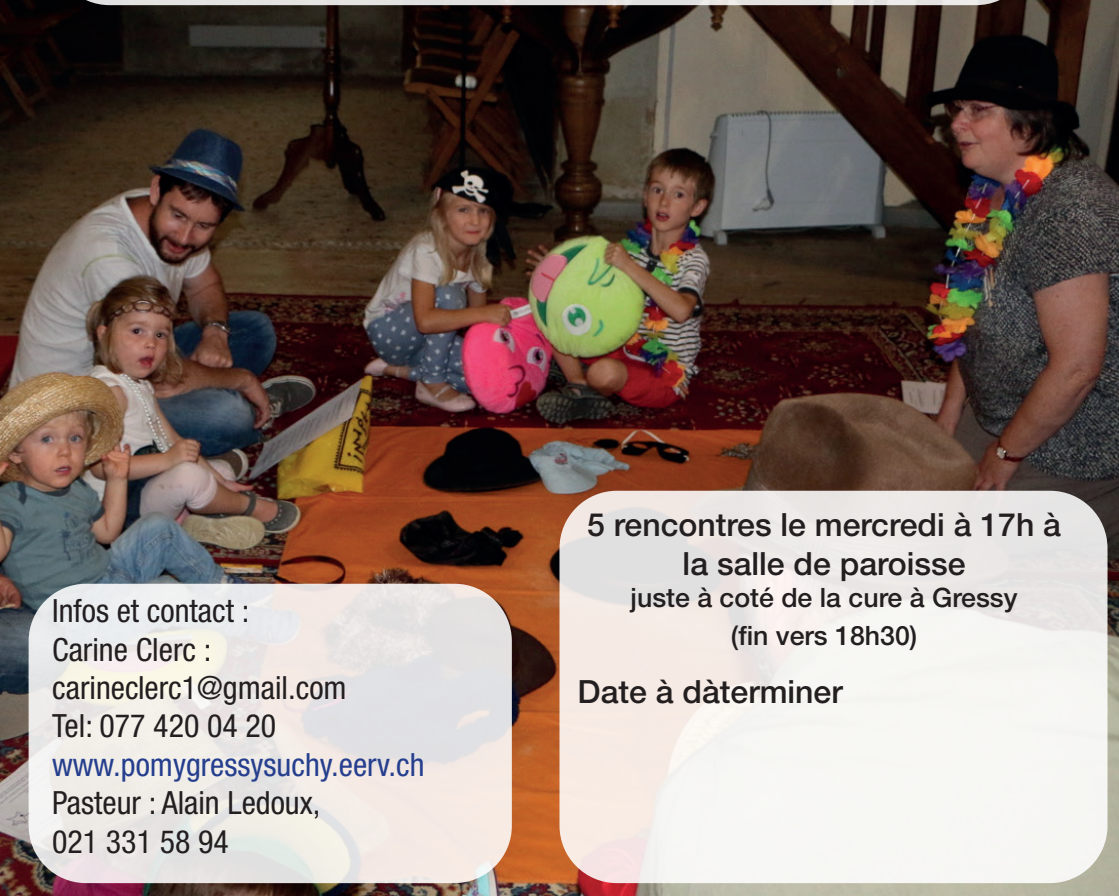 5 rencontres le mercredi à 17h à
la salle de paroisse
juste à coté de la cure à Gressy
(fin vers 18h30)
Date à dàterminer
Infos et contact :
Carine Clerc :
carineclerc1@gmail.com
Tel: 077 420 04 20
www.pomygressysuchy.eerv.ch
Pasteur : Alain Ledoux,
021 331 58 94